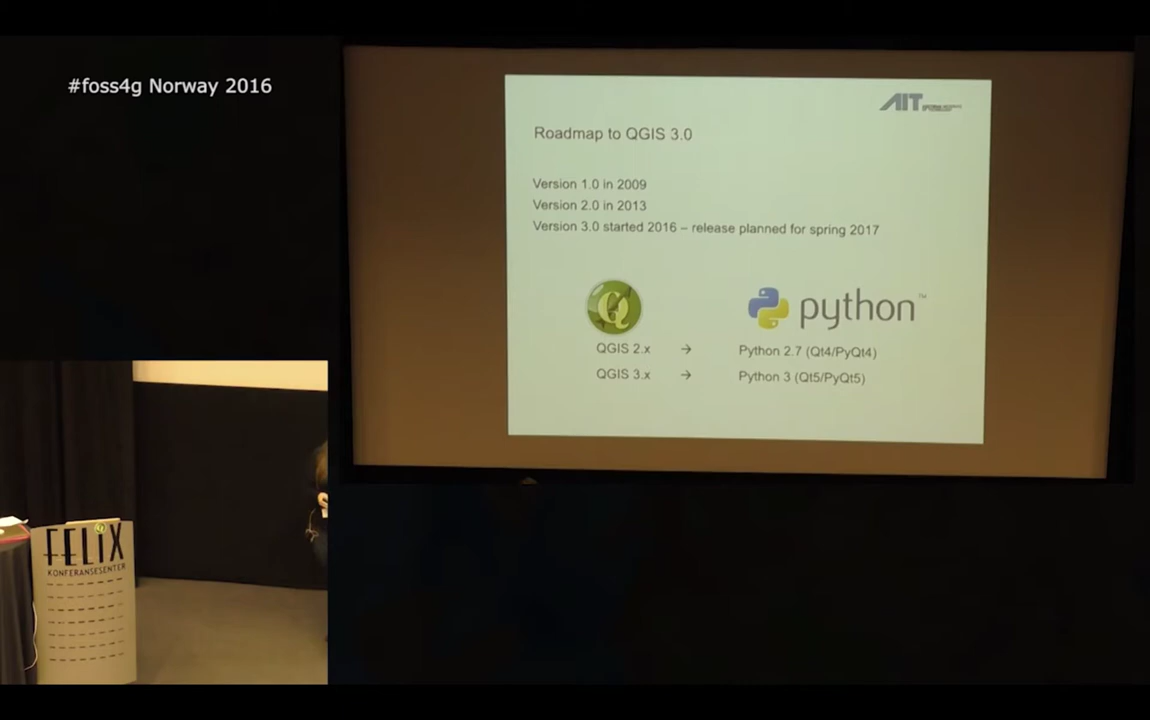 #foss4g Norway 2016
AIT
Roadmap to QGIS 3.0
Version 1.0 in 2009
Version 2.0 in 2013
Version 3.0 started 2016 – release planned for spring 2017
python™
QGIS 2.x → Python 2.7 (Qt4/PyQt4)
QGIS 3.x → Python 3 (Qt5/PyQt5)
FELIX
KONFERANSESENTER